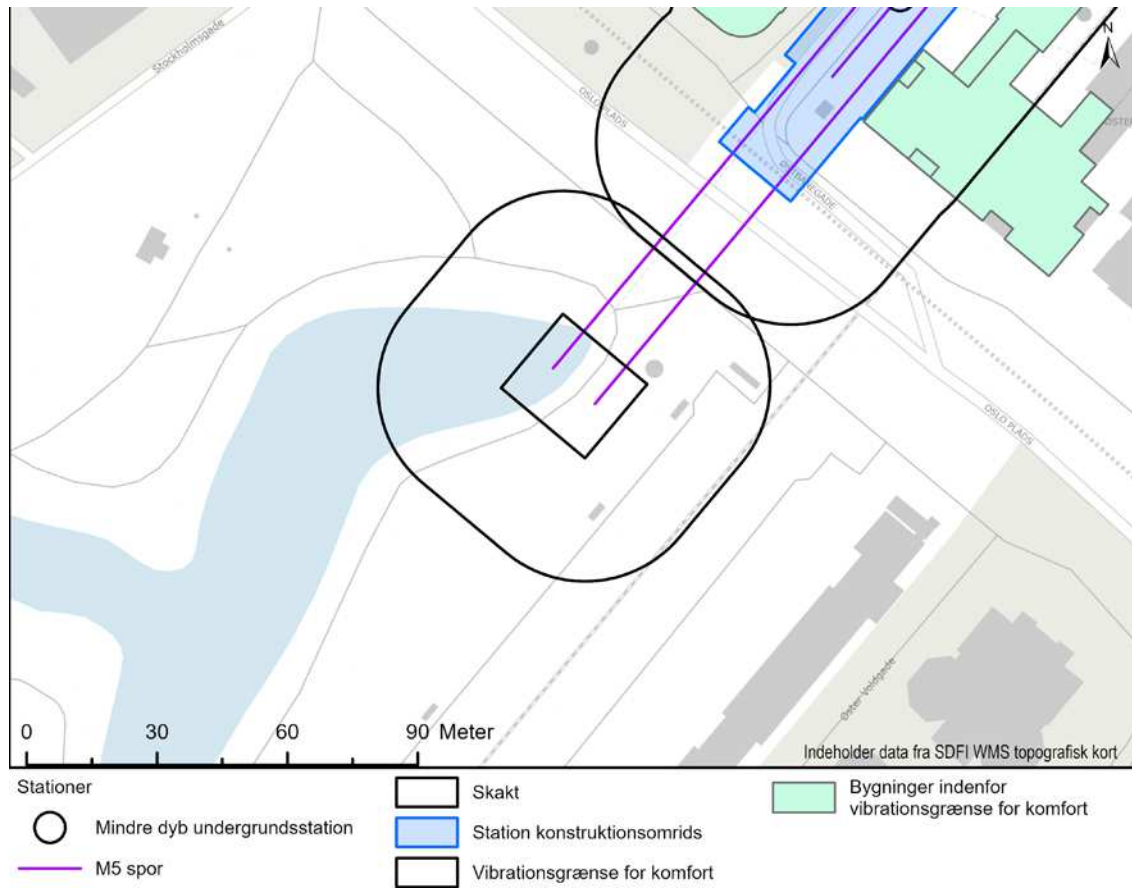 Stockholmsgade
OSLO PLADS
N
ØSTBANEGADE
OSLO PLADS
Øster Voldgade
0 30 60 90 Meter
Indeholder data fra SDFI WMS topografisk kort
Stationer
Mindre dyb undergrundsstation
M5 spor
Skakt
Station konstruktionsomrids
Vibrationsgrænse for komfort
Bygninger indenfor
vibrationsgrænse for komfort